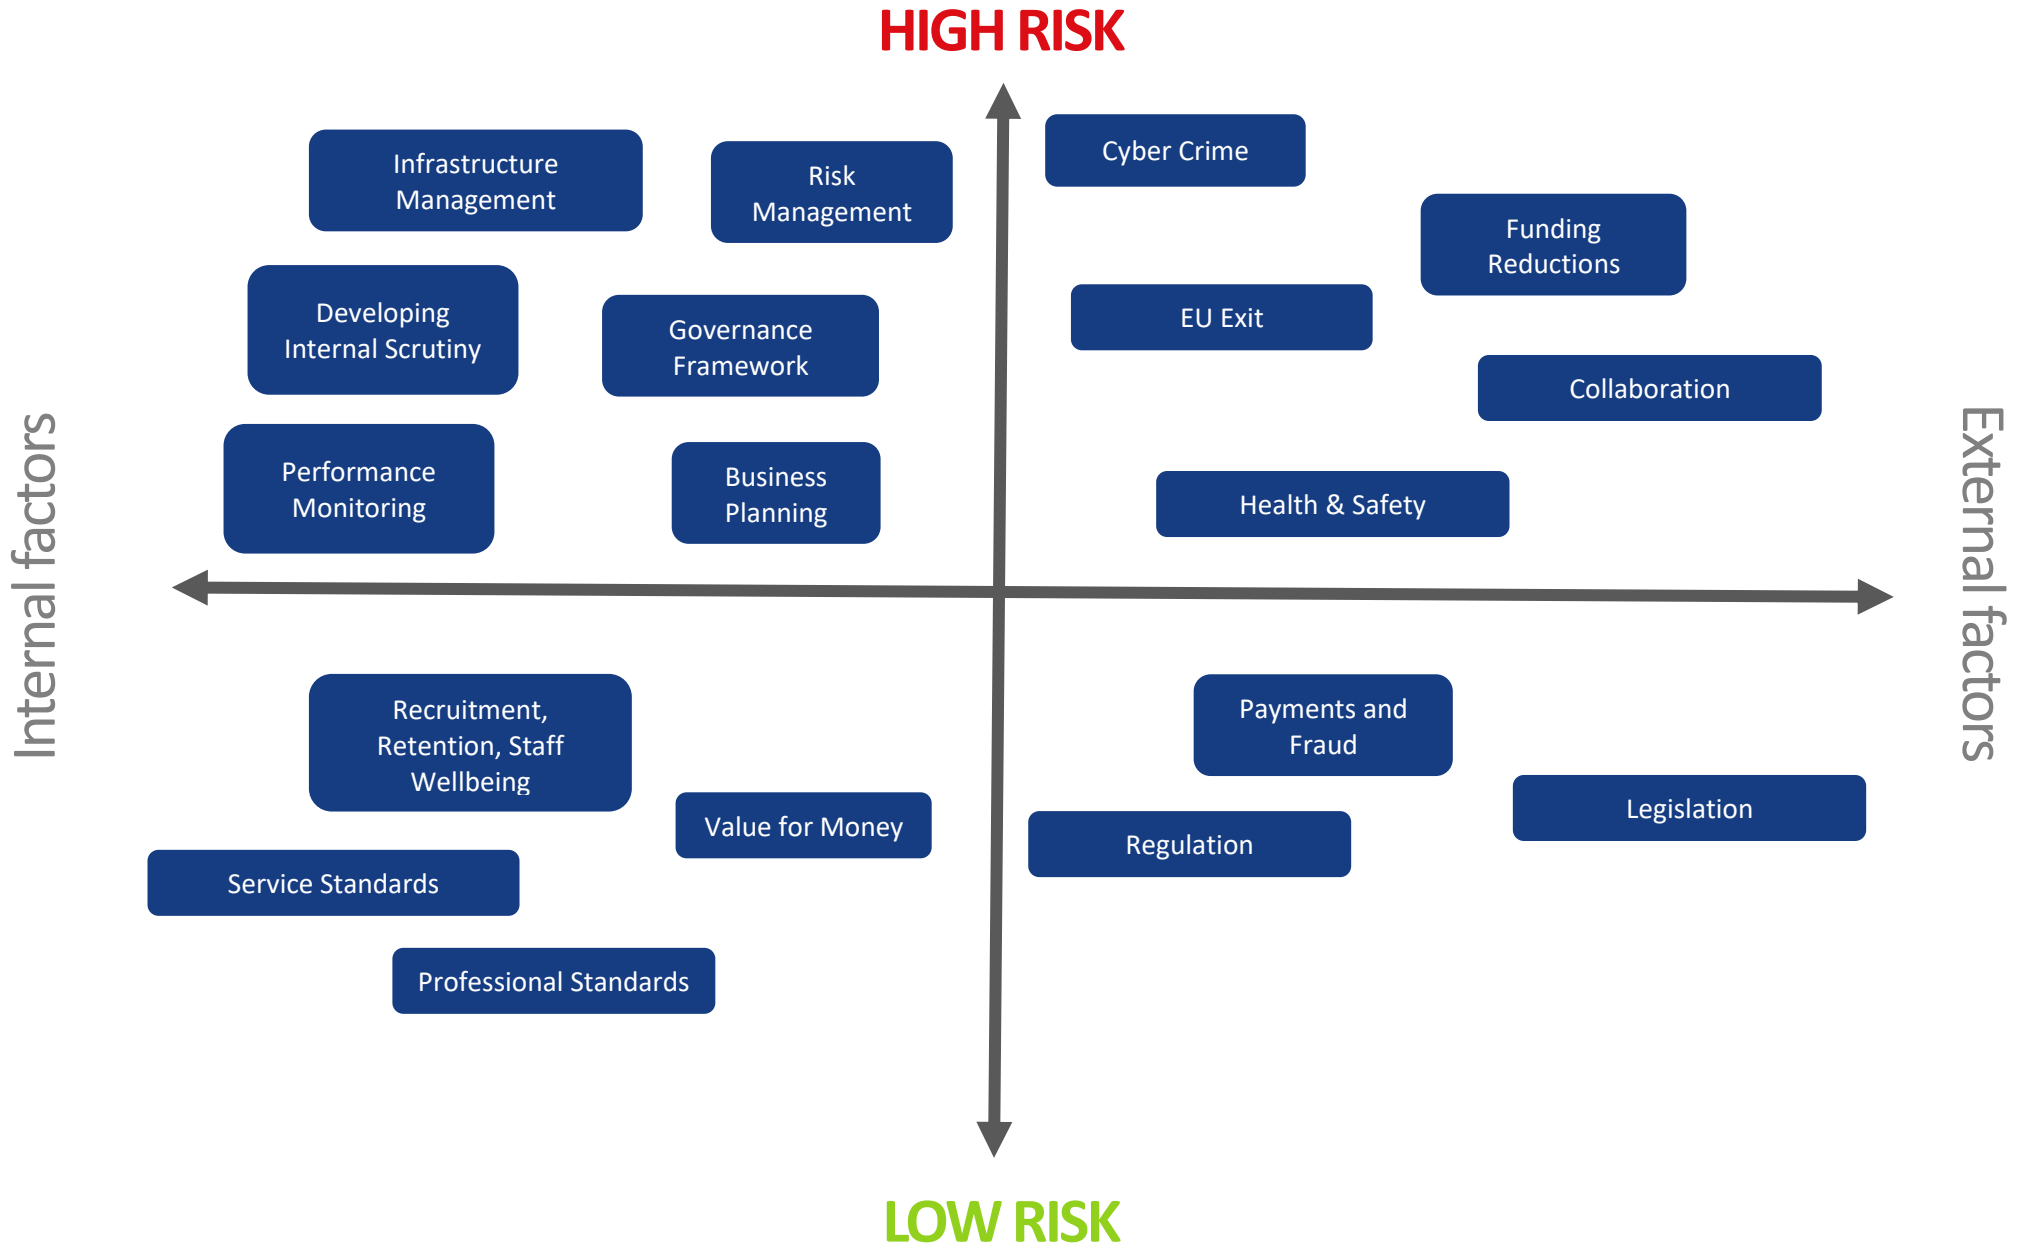 HIGH RISK
Infrastructure
Management
Risk
Management
Cyber Crime
Funding
Reductions
Developing
Internal Scrutiny
Governance
Framework
EU Exit
Collaboration
Performance
Monitoring
Business
Planning
Health & Safety
Internal factors
External factors
Recruitment,
Retention, Staff
Wellbeing
Payments and
Fraud
Value for Money
Legislation
Regulation
Service Standards
Professional Standards
LOW RISK